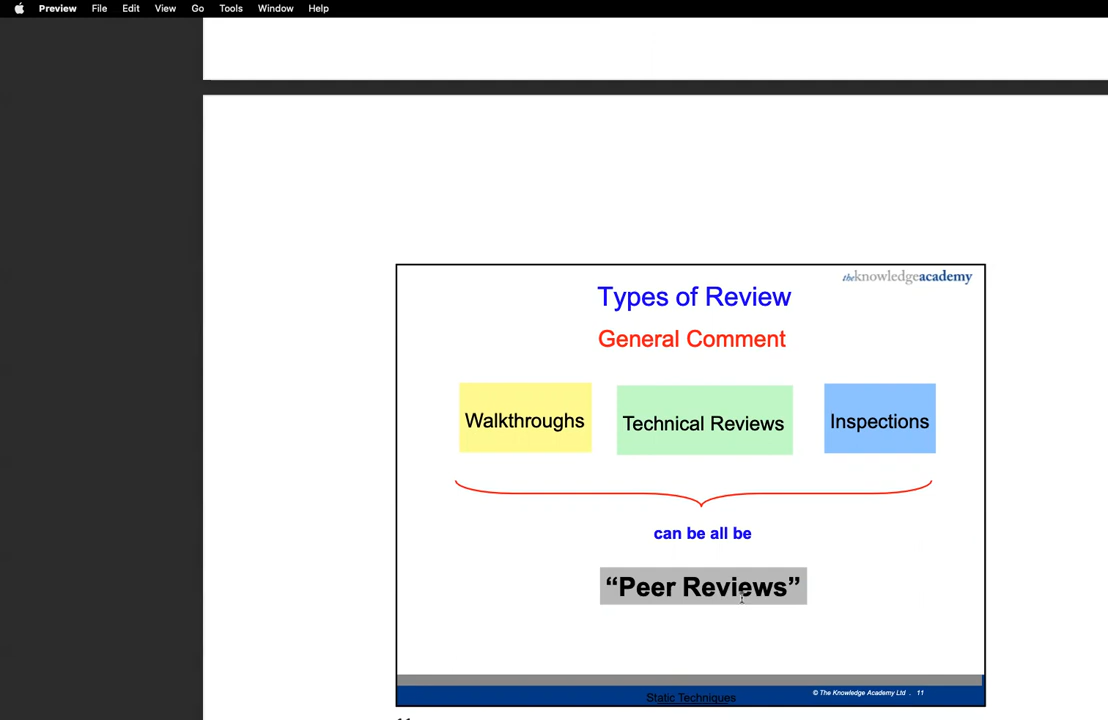 Preview File Edit View Go Tools Window Help
theknowledgeacademy
Types of Review
General Comment
Walkthroughs Technical Reviews Inspections
can be all be
“Peer Reviews”
Static Techniques © The Knowledge Academy Ltd . 11